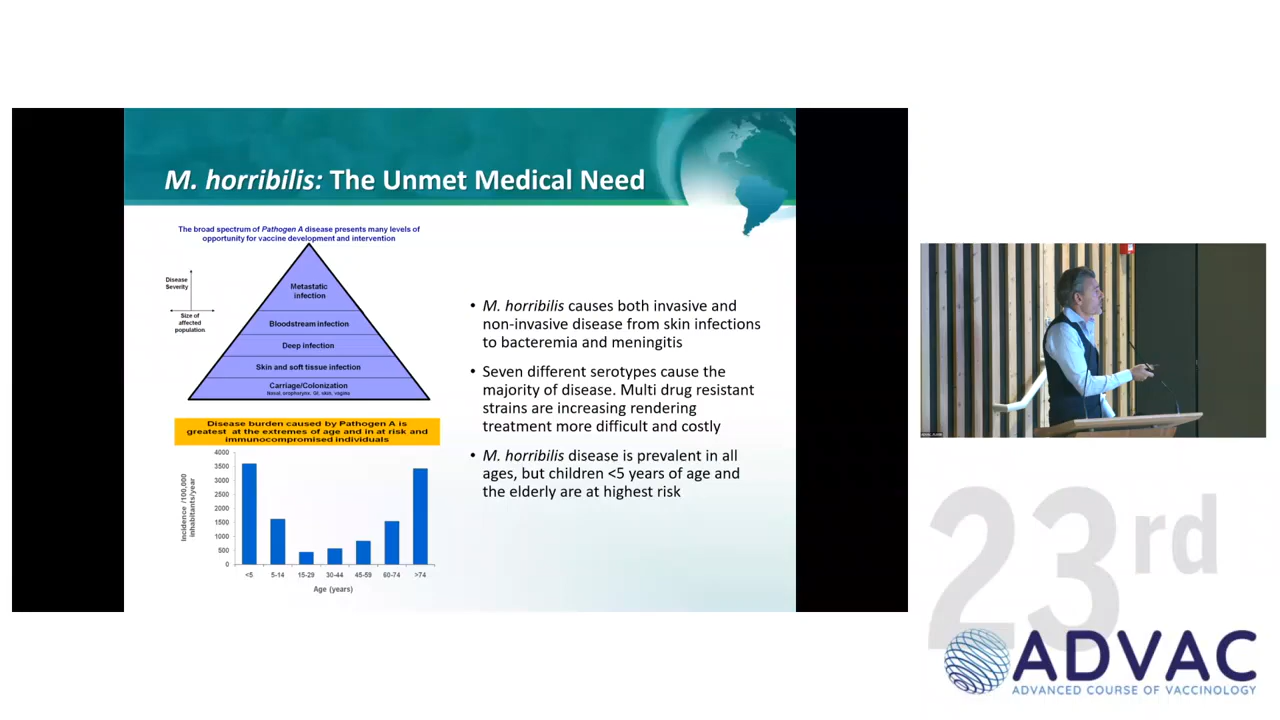 M. horribilis: The Unmet Medical Need
The broad spectrum of Pathogen A disease presents many levels of
opportunity for vaccine development and intervention
Disease
Severity
Size of
affected
population
Metastatic
infection
Bloodstream infection
Deep infection
Skin and soft tissue infection
Carriage/Colonization
Nasal, oropharynx, GI, skin, vagina
Disease burden caused by Pathogen A is
greatest at the extremes of age and in at risk and
immunocompromised individuals
Incidence /100,000
inhabitants/year
4000
3500
3000
2500
2000
1500
1000
500
0
<5 5-14 15-29 30-44 45-59 60-74 >74
Age (years)
• M. horribilis causes both invasive and
non-invasive disease from skin infections
to bacteremia and meningitis
• Seven different serotypes cause the
majority of disease. Multi drug resistant
strains are increasing rendering
treatment more difficult and costly
• M. horribilis disease is prevalent in all
ages, but children <5 years of age and
the elderly are at highest risk
23rd
ADVAC
ADVANCED COURSE OF VACCINOLOGY